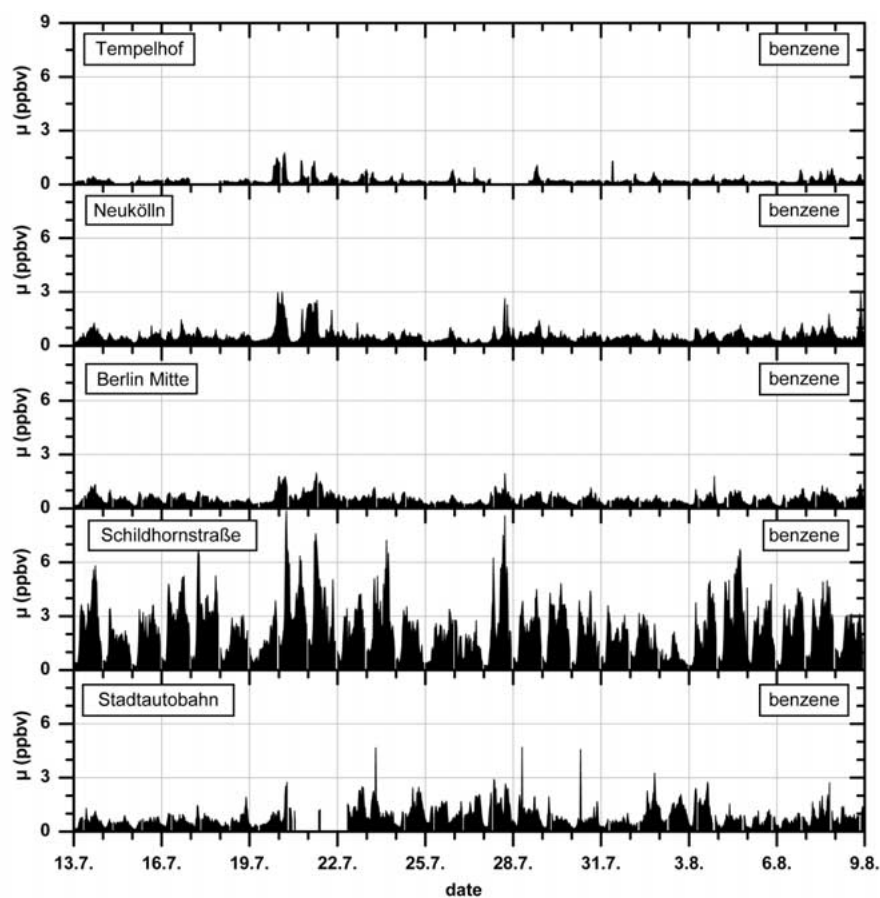 9
Tempelhof benzene
6
µ (ppbv)
3
0
Neukölln benzene
6
µ (ppbv)
3
0
Berlin Mitte benzene
6
µ (ppbv)
3
0
Schildhornstraße benzene
6
µ (ppbv)
3
0
Stadtautobahn benzene
6
µ (ppbv)
3
0
13.7. 16.7. 19.7. 22.7. 25.7. 28.7. 31.7. 3.8. 6.8. 9.8.
date